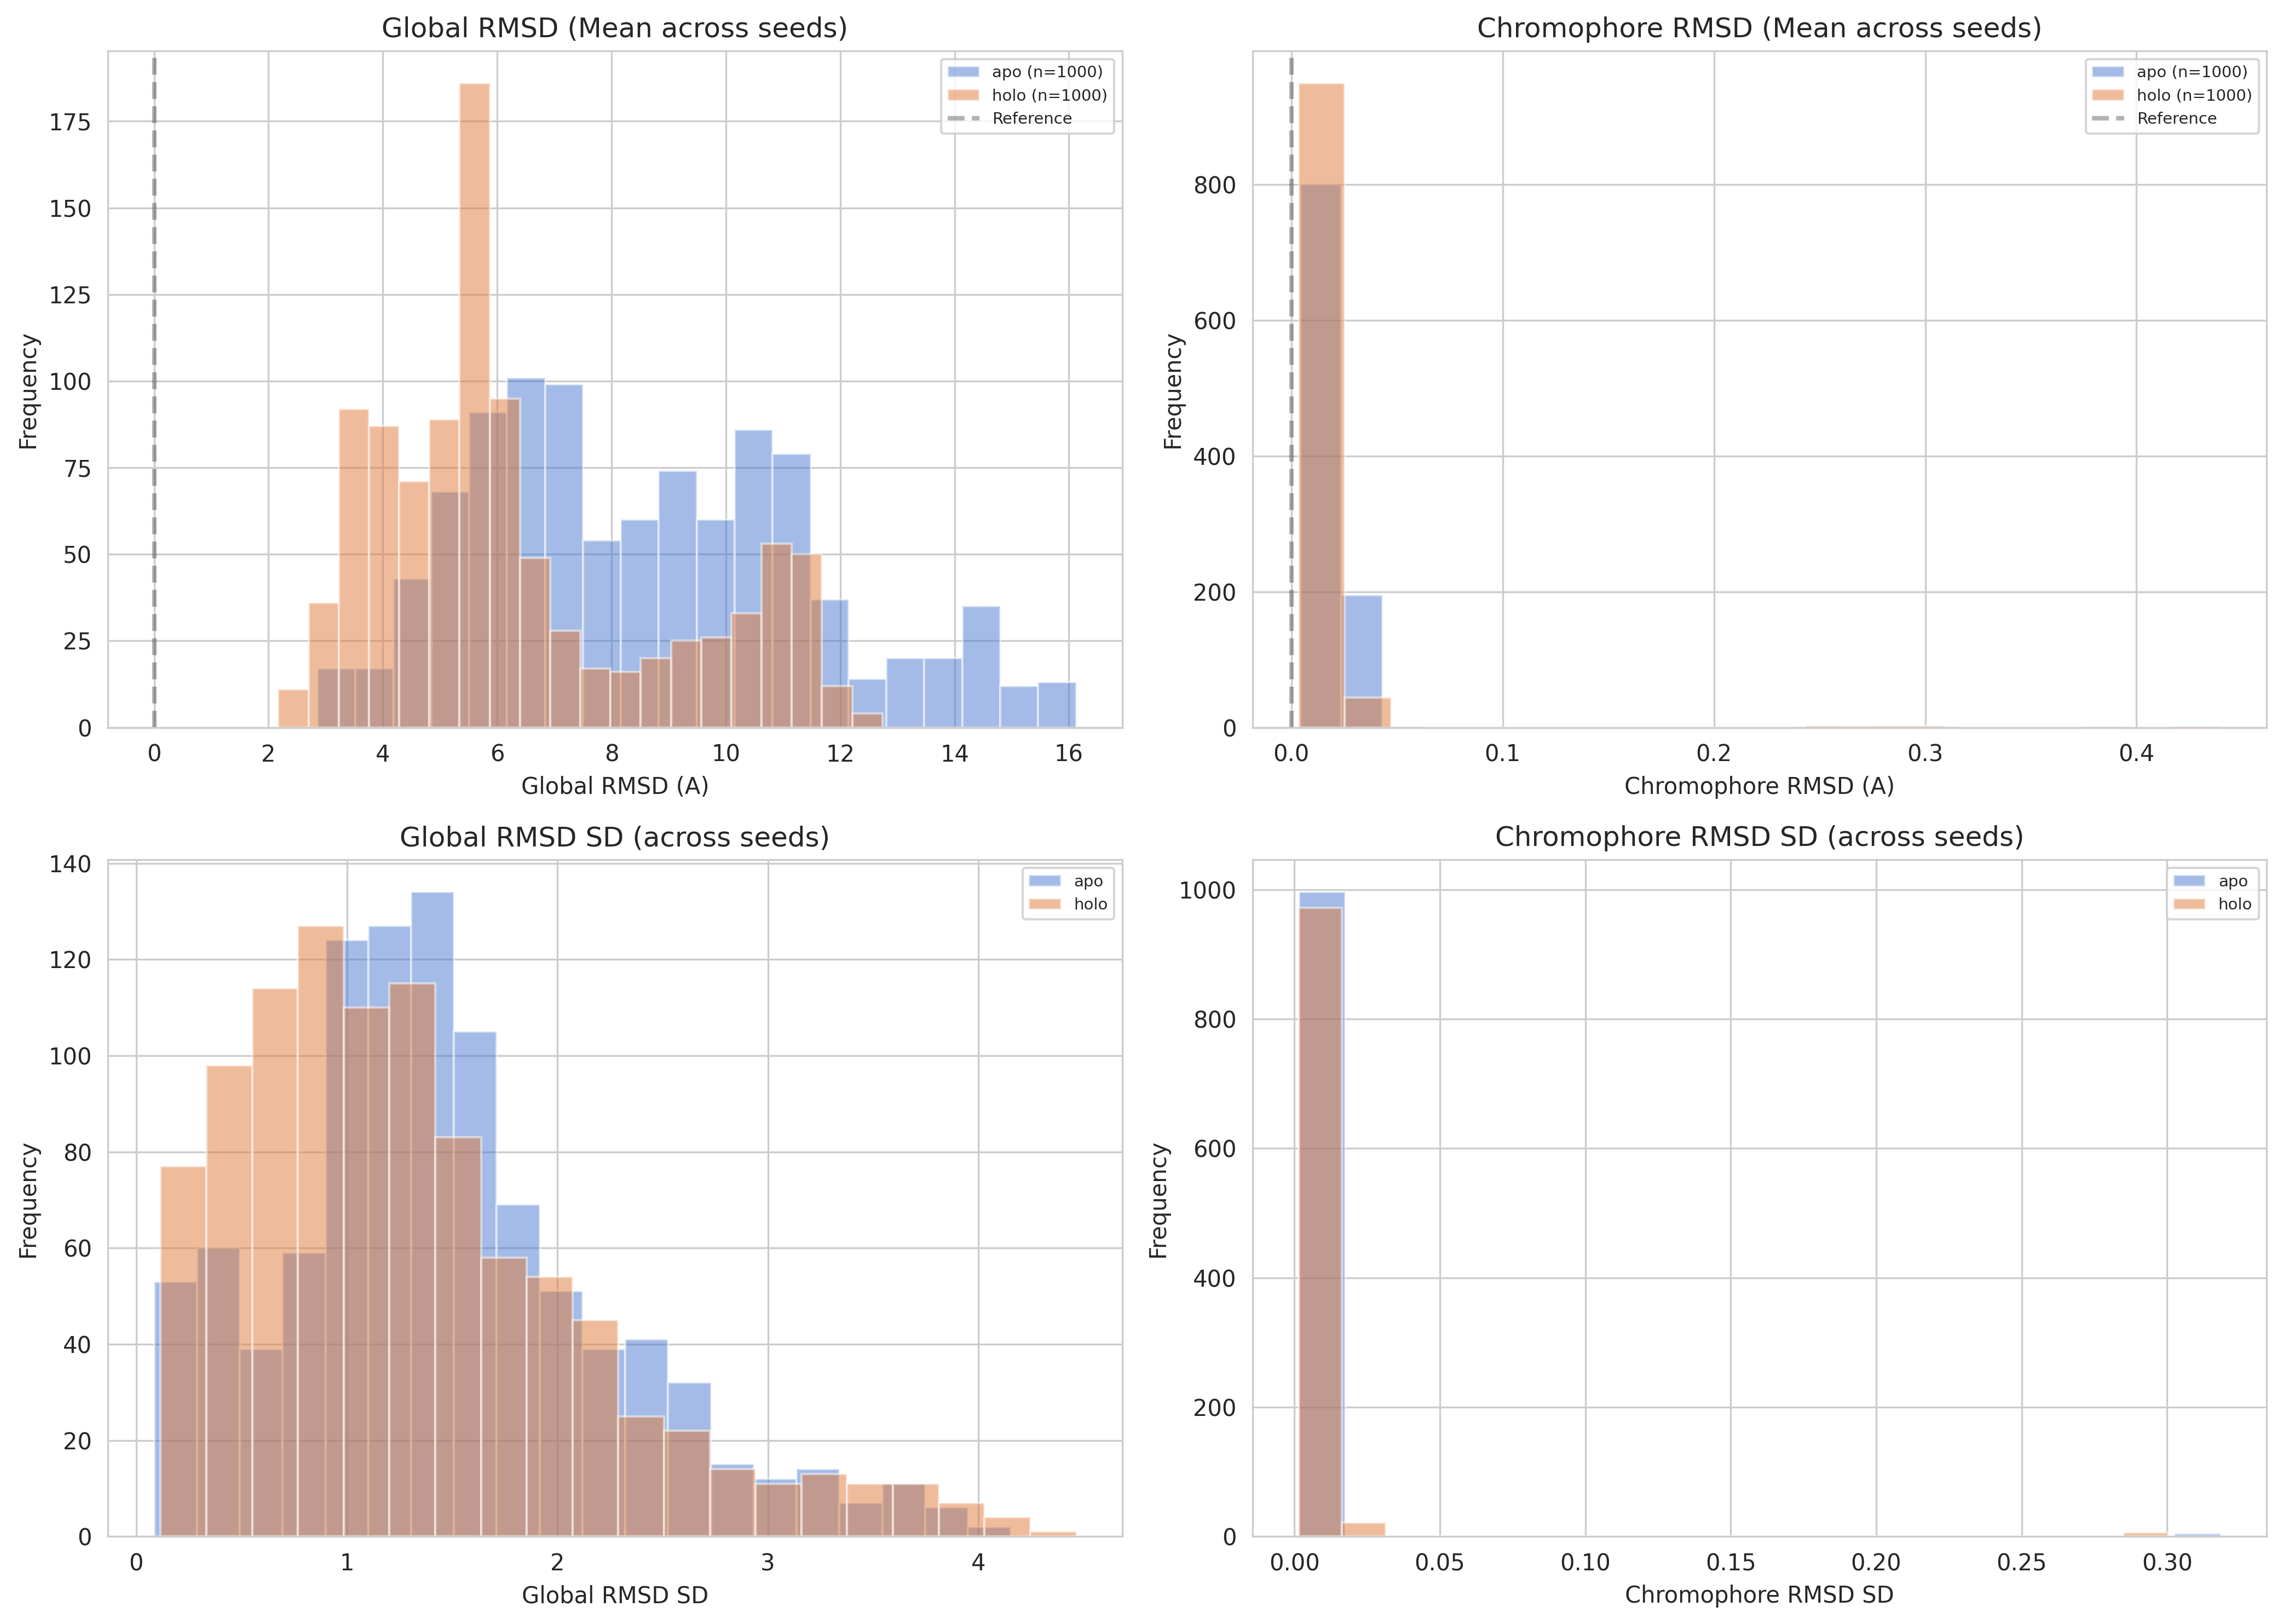 Global RMSD (Mean across seeds)
175
150
125
100
75
50
25
0
Frequency
0 2 4 6 8 10 12 14 16
Global RMSD (A)
apo (n=1000)
holo (n=1000)
Reference
Chromophore RMSD (Mean across seeds)
800
600
400
200
0
Frequency
0.0 0.1 0.2 0.3 0.4
Chromophore RMSD (A)
apo (n=1000)
holo (n=1000)
Reference
Global RMSD SD (across seeds)
140
120
100
80
60
40
20
0
Frequency
0 1 2 3 4
Global RMSD SD
apo
holo
Chromophore RMSD SD (across seeds)
1000
800
600
400
200
0
Frequency
0.00 0.05 0.10 0.15 0.20 0.25 0.30
Chromophore RMSD SD
apo
holo